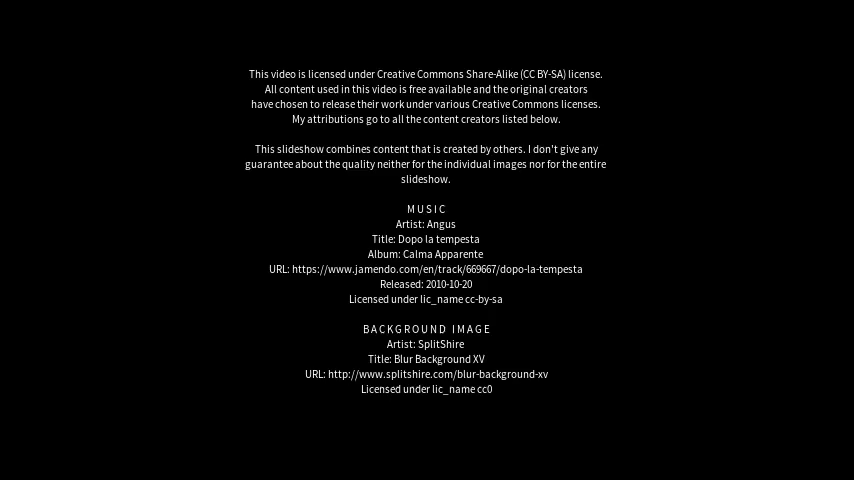 This video is licensed under Creative Commons Share-Alike (CC BY-SA) license.
All content used in this video is free available and the original creators
have chosen to release their work under various Creative Commons licenses.
My attributions go to all the content creators listed below.
This slideshow combines content that is created by others. I don't give any
guarantee about the quality neither for the individual images nor for the entire
slideshow.
MUSIC
Artist: Angus
Title: Dopo la tempesta
Album: Calma Apparente
URL: https://www.jamendo.com/en/track/669667/dopo-la-tempesta
Released: 2010-10-20
Licensed under lic_name cc-by-sa
BACKGROUND IMAGE
Artist: SplitShire
Title: Blur Background XV
URL: http://www.splitshire.com/blur-background-xv
Licensed under lic_name cc0